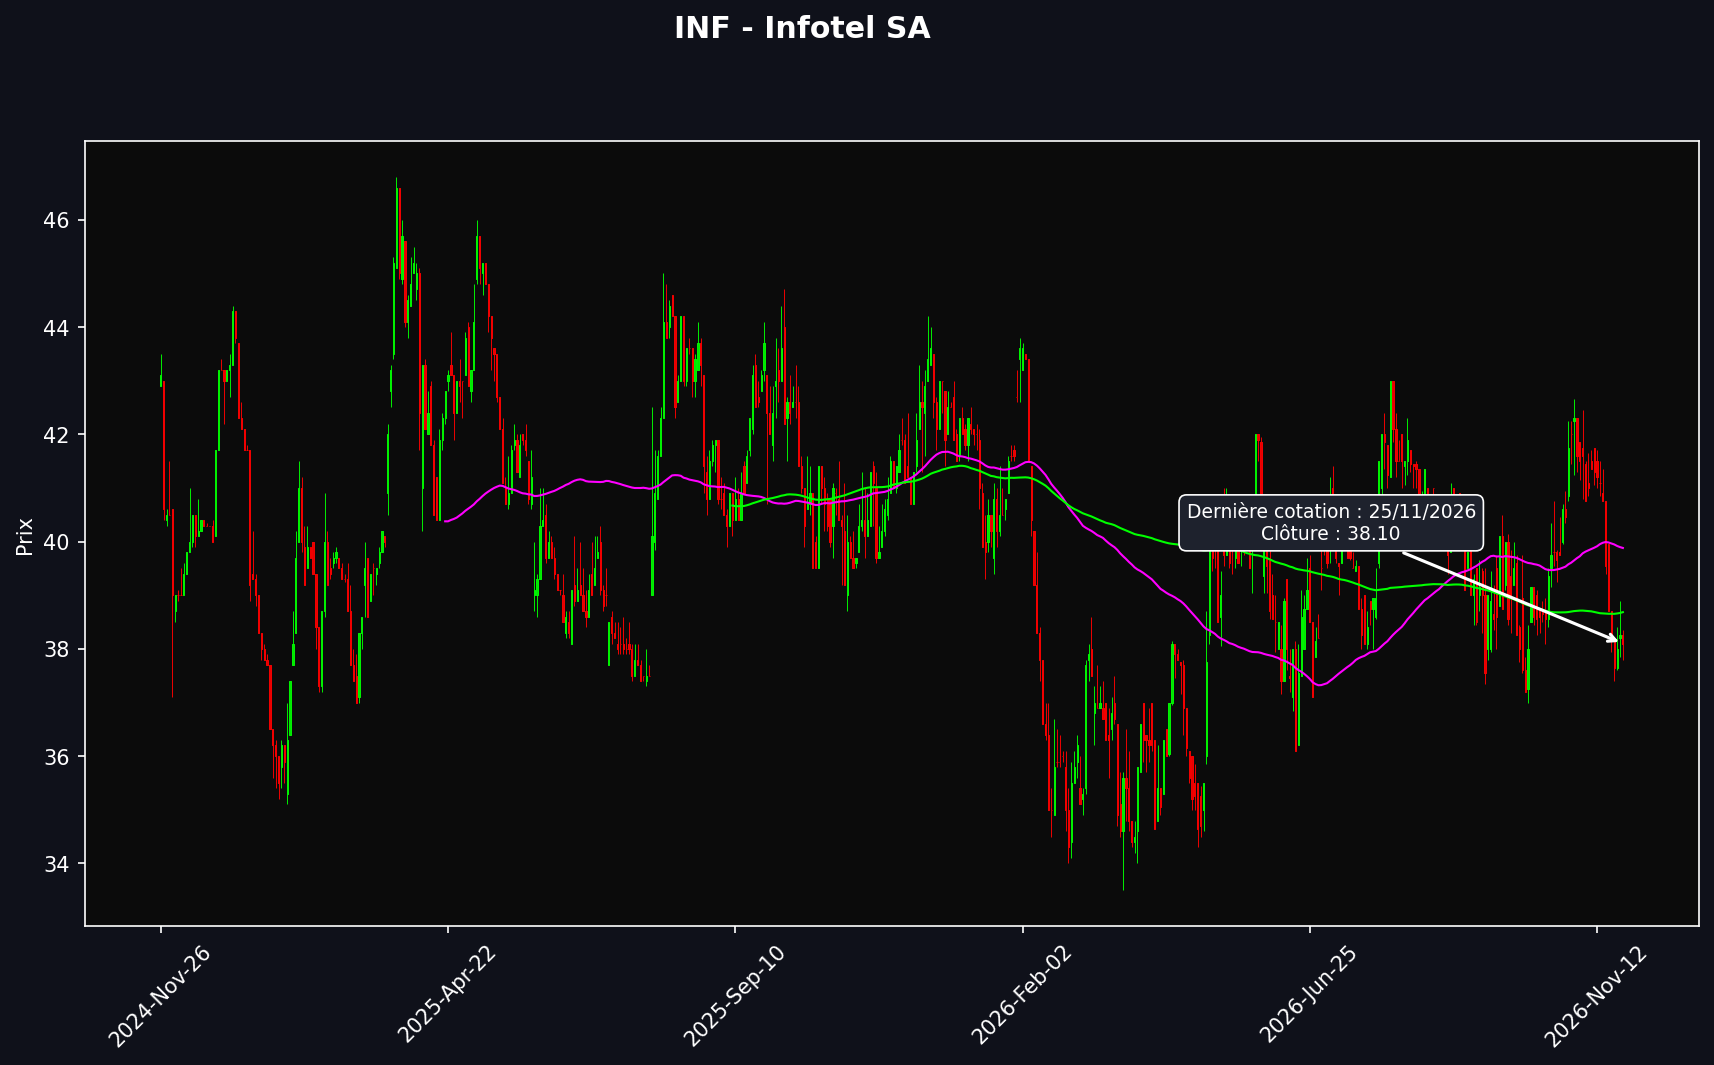 INF - Infotel SA
Prix
46
44
42
40
38
36
34
Dernière cotation : 25/11/2026
Clôture : 38.10
2024-Nov-26
2025-Apr-22
2025-Sep-10
2026-Feb-02
2026-Jun-25
2026-Nov-12